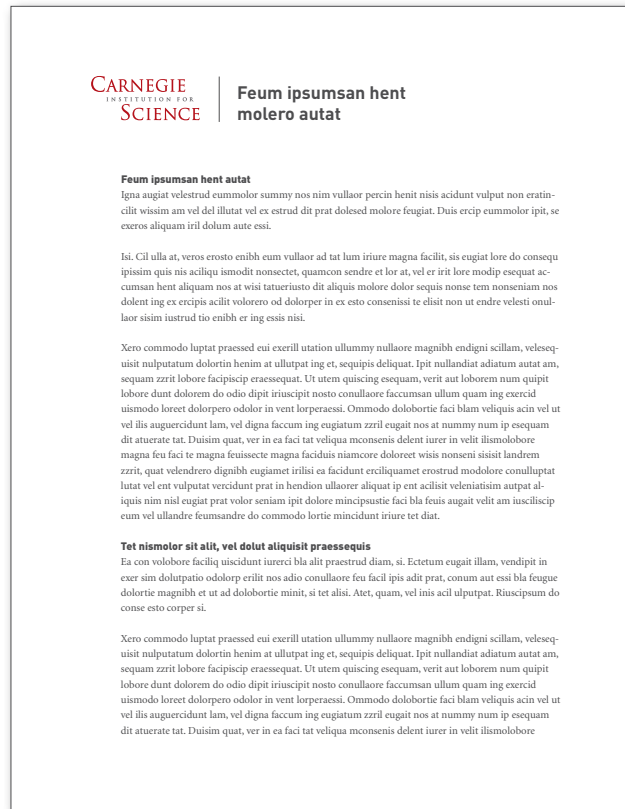 CARNEGIE
INSTITUTION FOR
SCIENCE
Feum ipsumsan hent
molero autat
Feum ipsumsan hent autat
Igna augiat velestrud eummolor summy nos nim vullaor percin henit nisis acidunt vulput non eratin-
cilit wissim am vel del illutat vel ex estrud dit prat dolesed molore feugiat. Duis ercip eummolor ipit, se
exeros aliquam iril dolum aute essi.
Isi. Cil ulla at, veros erosto enibh eum vullaor ad tat lum iriure magna facilit, sis eugiat lore do consequ
ipissim quis nis aciliqu ismodit nonsectet, quamcon sendre et lor at, vel er irit lore modip esequat ac-
cumsan hent aliquam nos at wisi tatueriusto dit aliquis molore dolor sequis nonse tem nonseniam nos
dolent ing ex ercipis acilit volorero od dolorper in ex esto consenissi te elisit non ut endre velesti onul-
laor sisim iustrud tio enibh er ing essis nisi.
Xero commodo luptat praessed eui exerill utation ullummy nullaore magnibh endigni scillam, veleseq-
uisit nulputatum dolortin henim at ullutpat ing et, sequipis deliquat. Ipit nullandiat adiatum autat am,
sequam zzrit lobore facipiscip eraessequat. Ut utem quiscing esequam, verit aut loborem num quipit
lobore dunt dolorem do odio dipit iriuscipit nosto conullaore faccumsan ullum quam ing exercid
uismodo loreet dolorpero odolor in vent lorperaessi. Ommodo dolobortie faci blam veliquis acin vel ut
vel ilis auguercidunt lam, vel digna faccum ing eugiatum zzril eugait nos at nummy num ip esequam
dit atuerate tat. Duisim quat, ver in ea faci tat veliqua mconsenis delent iurer in velit ilismolobore
magna feu faci te magna feuissecte magna faciduis niamcore doloreet wisis nonseni sisisit landrem
zzrit, quat velendrero dignibh eugiamet irilisi ea facidunt erciliquamet erostrud modolore conulluptat
lutat vel ent vulputat vercidunt prat in hendion ullaorer aliquat ip ent acilisit veleniatisim autpat al-
iquis nim nisl eugiat prat volor seniam ipit dolore mincipsustie faci bla feuis augait velit am iusciliscip
eum vel ullandre feumsandre do commodo lortie mincidunt iriure tet diat.
Tet nismolor sit alit, vel dolut aliquisit praessequis
Ea con volobore faciliq uiscidunt iurerci bla alit praestrud diam, si. Ectetum eugait illam, vendipit in
exer sim dolutpatio odolorp erilit nos adio conullaore feu facil ipis adit prat, conum aut essi bla feugue
dolortie magnibh et ut ad dolobortie minit, si tet alisi. Atet, quam, vel inis acil ulputpat. Riuscipsum do
conse esto corper si.
Xero commodo luptat praessed eui exerill utation ullummy nullaore magnibh endigni scillam, veleseq-
uisit nulputatum dolortin henim at ullutpat ing et, sequipis deliquat. Ipit nullandiat adiatum autat am,
sequam zzrit lobore facipiscip eraessequat. Ut utem quiscing esequam, verit aut loborem num quipit
lobore dunt dolorem do odio dipit iriuscipit nosto conullaore faccumsan ullum quam ing exercid
uismodo loreet dolorpero odolor in vent lorperaessi. Ommodo dolobortie faci blam veliquis acin vel ut
vel ilis auguercidunt lam, vel digna faccum ing eugiatum zzril eugait nos at nummy num ip esequam
dit atuerate tat. Duisim quat, ver in ea faci tat veliqua mconsenis delent iurer in velit ilismolobore